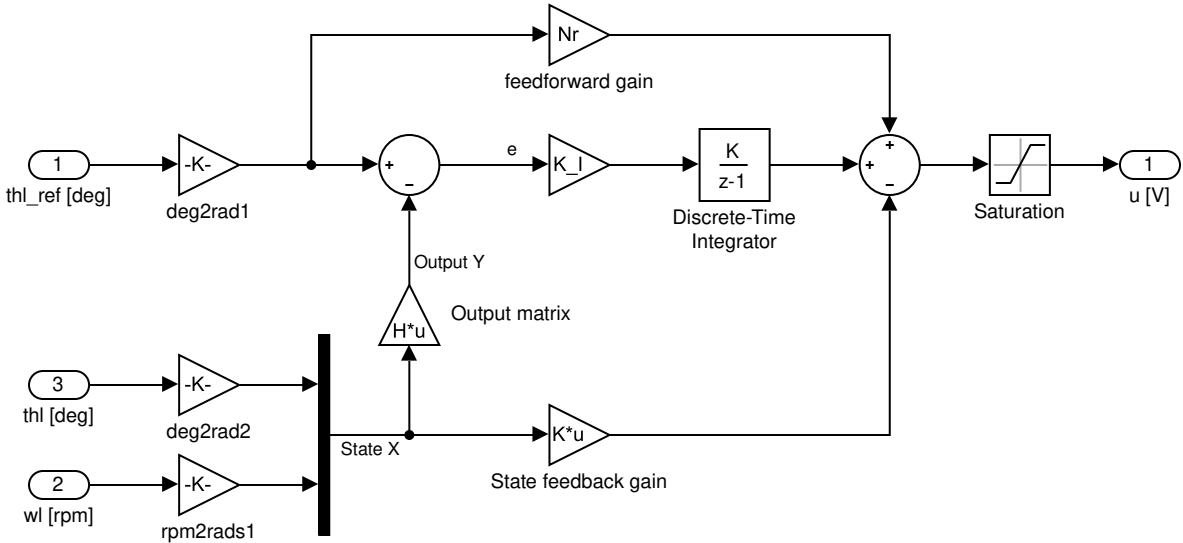 Nr
feedforward gain
1
thl_ref [deg]
-K-
deg2rad1
+
−
e
K_I
K
z-1
Discrete-Time
Integrator
+
+
−
Saturation
1
u [V]
Output Y
H*u
Output matrix
3
thl [deg]
-K-
deg2rad2
State X
K*u
State feedback gain
2
wl [rpm]
-K-
rpm2rads1